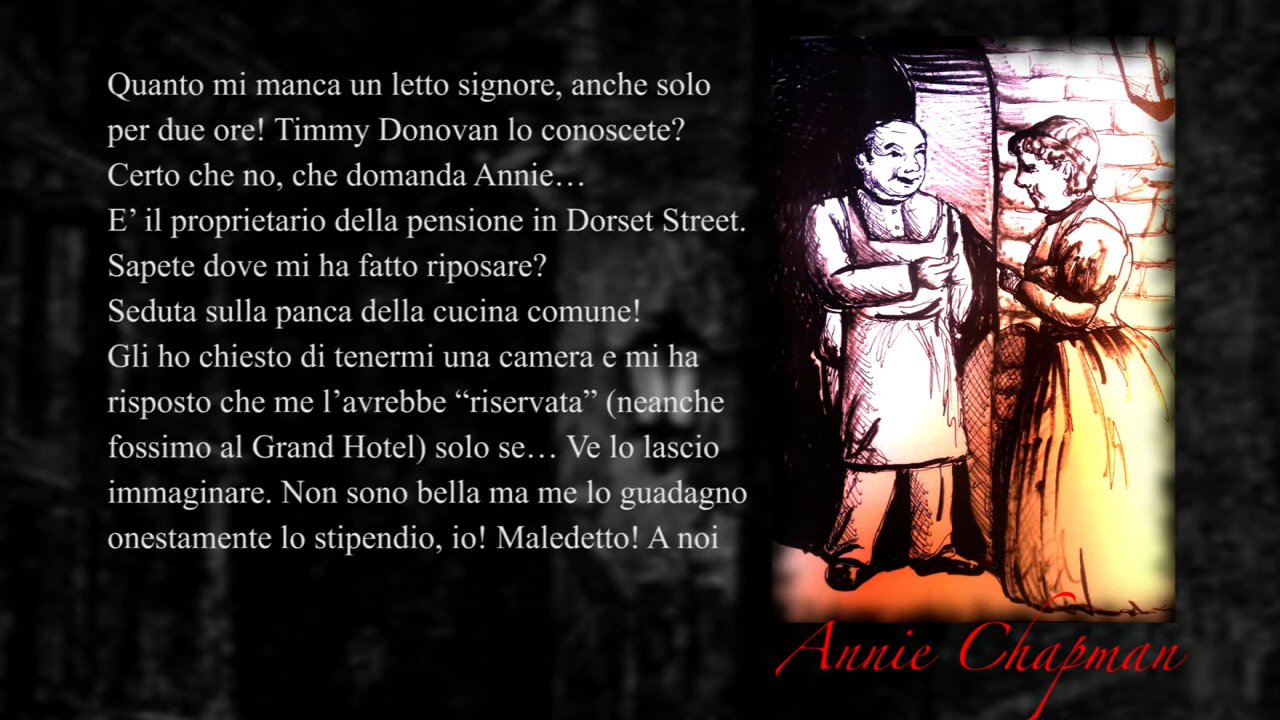 Quanto mi manca un letto signore, anche solo
per due ore! Timmy Donovan lo conoscete?
Certo che no, che domanda Annie…
E’ il proprietario della pensione in Dorset Street.
Sapete dove mi ha fatto riposare?
Seduta sulla panca della cucina comune!
Gli ho chiesto di tenermi una camera e mi ha
risposto che me l’avrebbe “riservata” (neanche
fossimo al Grand Hotel) solo se… Ve lo lascio
immaginare. Non sono bella ma me lo guadagno
onestamente lo stipendio, io! Maledetto! A noi
Annie Chapman